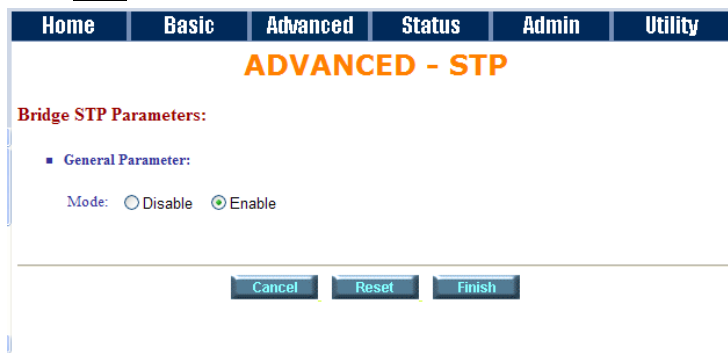 Home Basic Advanced Status Admin Utility
ADVANCED - STP
Bridge STP Parameters:
General Parameter:
Mode: Disable Enable
Cancel Reset Finish